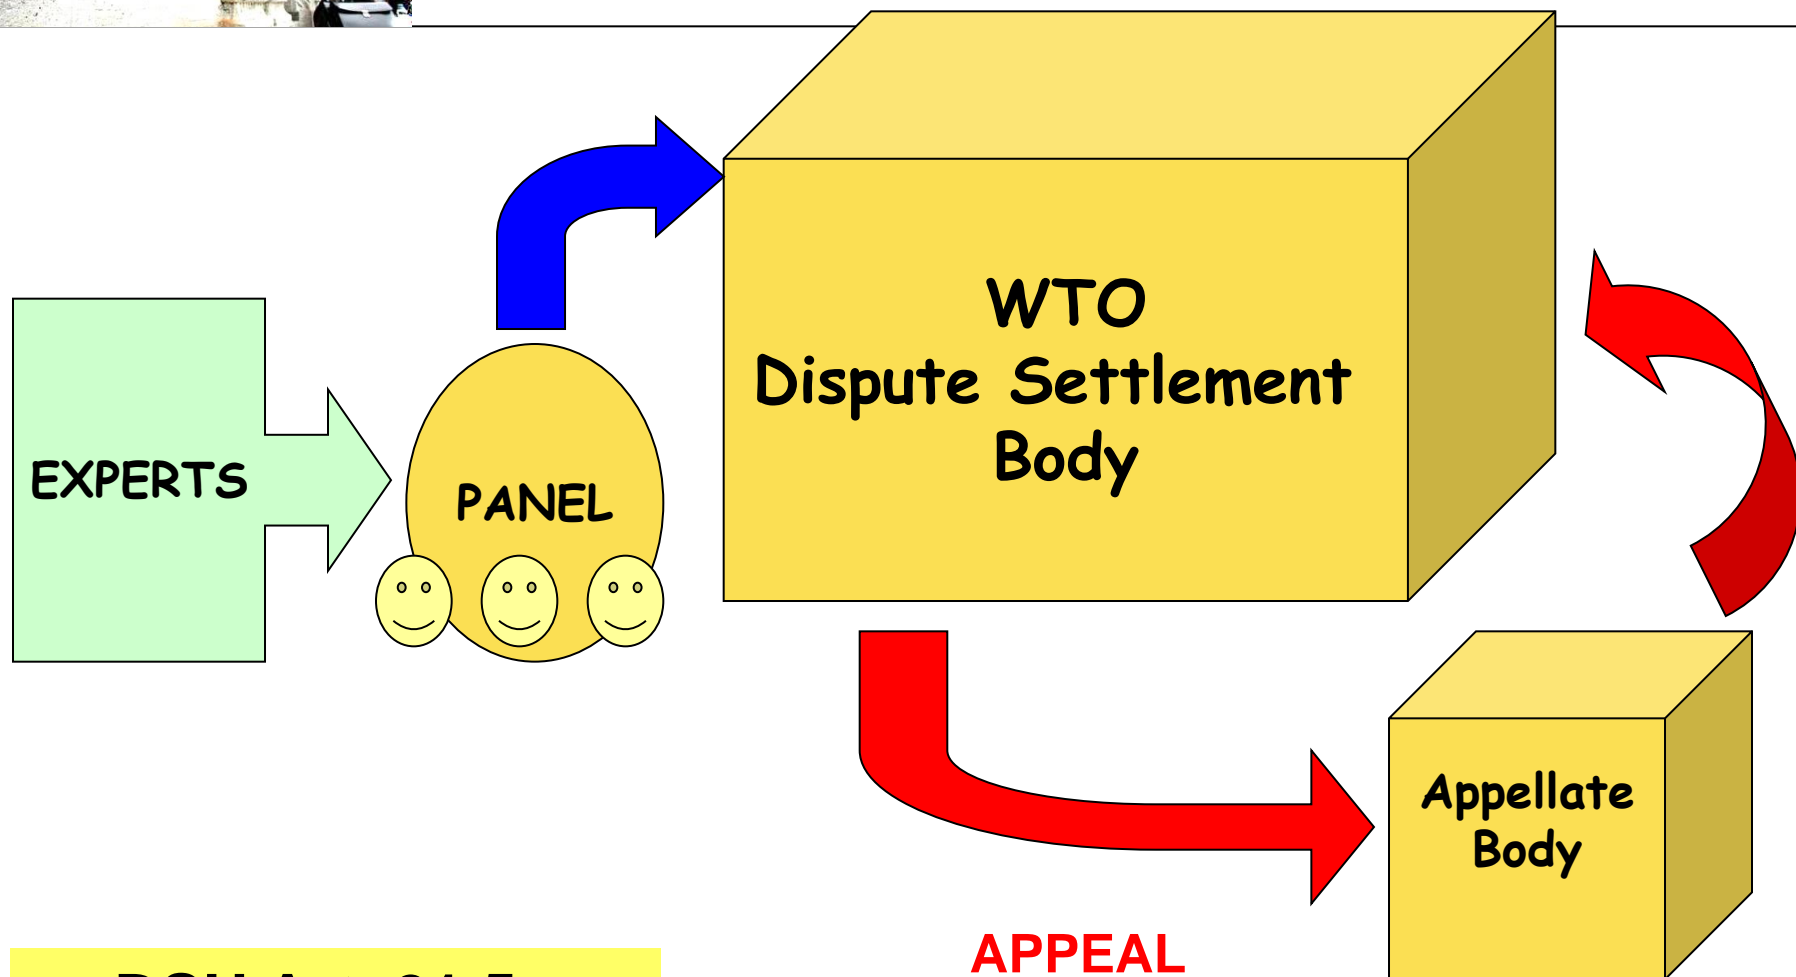 WTO
Dispute Settlement
Body
EXPERTS
PANEL
Appellate
Body
APPEAL